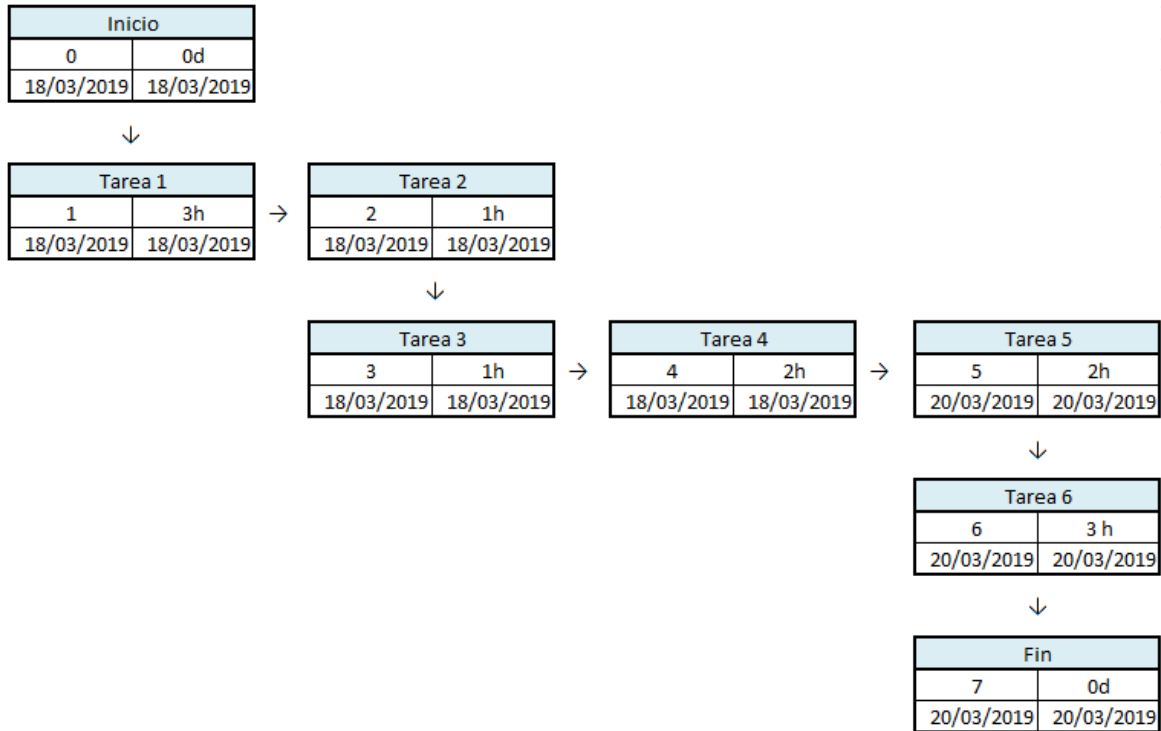 Inicio
0 0d
18/03/2019 18/03/2019
↓
Tarea 1
1 3h
18/03/2019 18/03/2019
→
Tarea 2
2 1h
18/03/2019 18/03/2019
↓
Tarea 3
3 1h
18/03/2019 18/03/2019
→
Tarea 4
4 2h
18/03/2019 18/03/2019
→
Tarea 5
5 2h
20/03/2019 20/03/2019
↓
Tarea 6
6 3 h
20/03/2019 20/03/2019
↓
Fin
7 0d
20/03/2019 20/03/2019